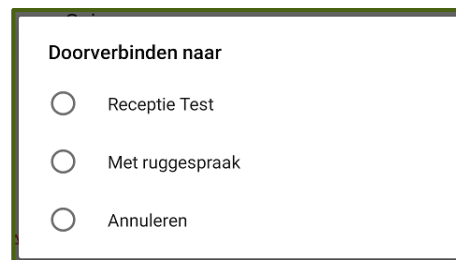 Doorverbinden naar
Receptie Test
Met ruggespraak
Annuleren